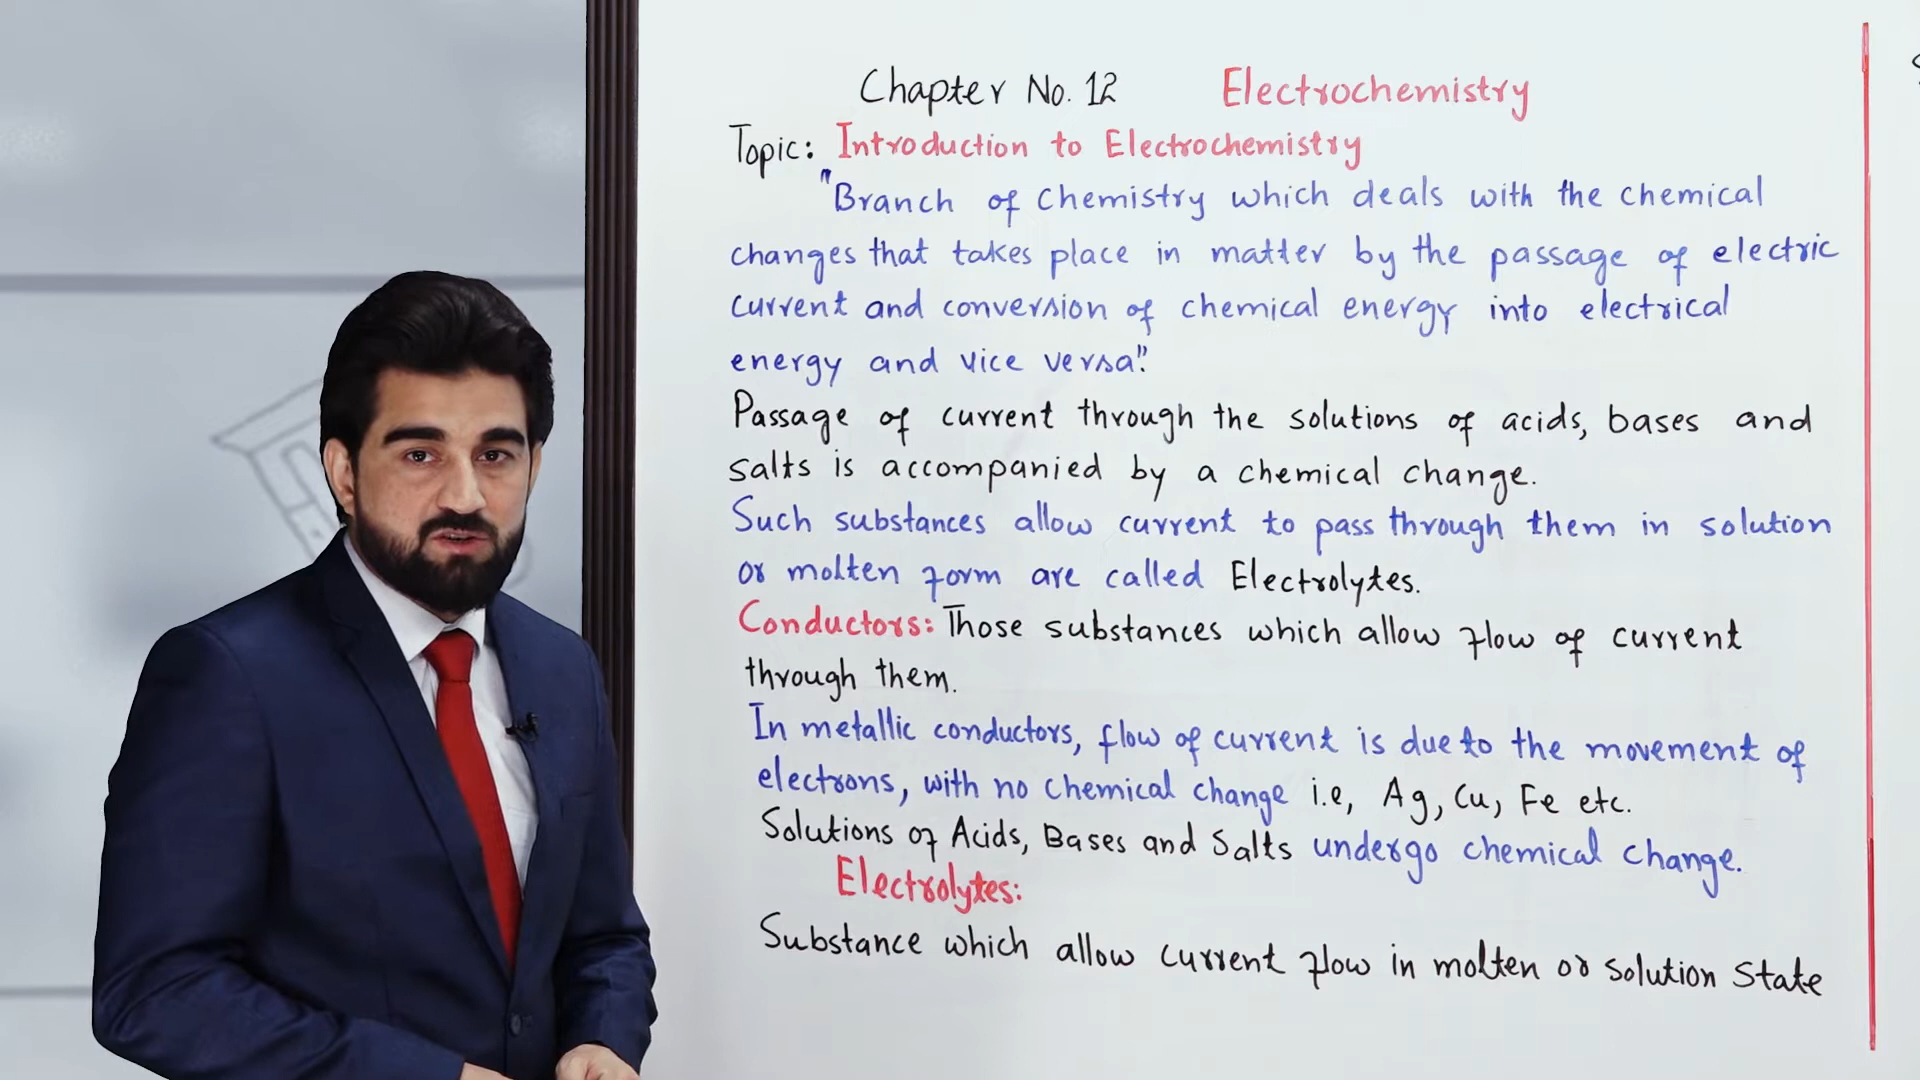 Chapter No. 12 Electrochemistry
Topic: Introduction to Electrochemistry
"Branch of Chemistry which deals with the chemical
changes that takes place in matter by the passage of electric
current and conversion of chemical energy into electrical
energy and vice versa."
Passage of current through the solutions of acids, bases and
salts is accompanied by a chemical change.
Such substances allow current to pass through them in solution
or molten form are called Electrolytes.
Conductors: Those substances which allow flow of current
through them.
In metallic conductors, flow of current is due to the movement of
electrons, with no chemical change i.e, Ag, Cu, Fe etc.
Solutions of Acids, Bases and Salts undergo chemical change.
Electrolytes:
Substance which allow current flow in molten or solution State